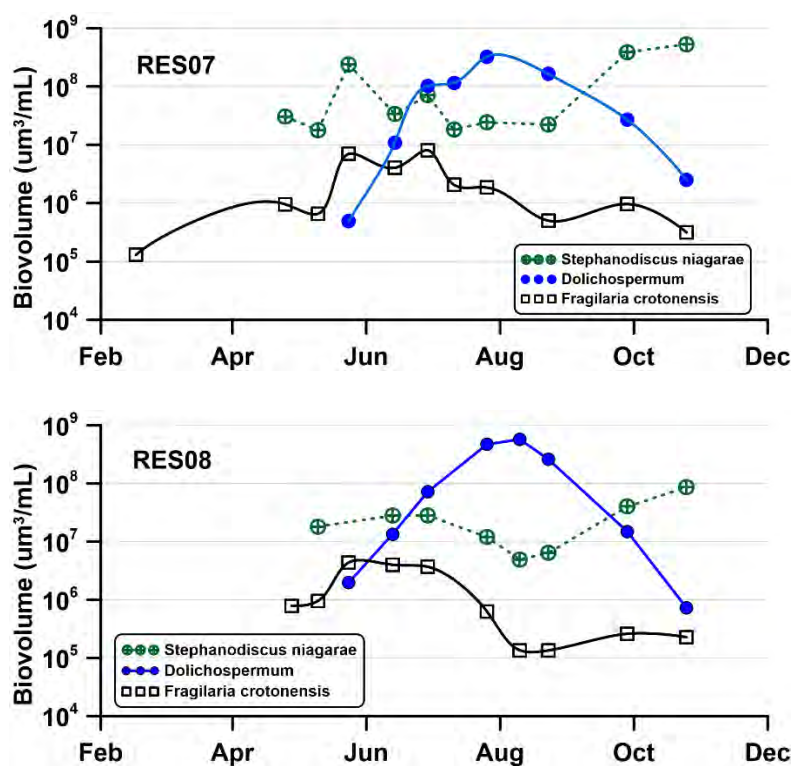 10⁹
RES07
10⁸
10⁷
10⁶
10⁵
10⁴
Biovolume (um³/mL)
Stephanodiscus niagarae
Dolichospermum
Fragilaria crotonensis
Feb Apr Jun Aug Oct Dec
10⁹
RES08
10⁸
10⁷
10⁶
10⁵
10⁴
Biovolume (um³/mL)
Stephanodiscus niagarae
Dolichospermum
Fragilaria crotonensis
Feb Apr Jun Aug Oct Dec